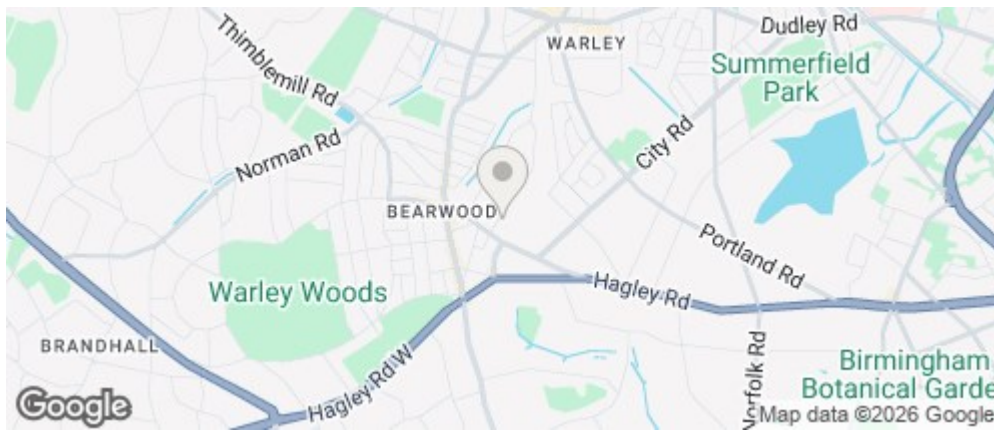 Dudley Rd
Thimblemill Rd
WARLEY
Summerfield
Park
City Rd
Norman Rd
BEARWOOD
Portland Rd
Warley Woods
Hagley Rd
BRANDHALL
Norfolk Rd
Birmingham
Botanical Garde
Hagley Rd W
Google
Map data ©2026 Google